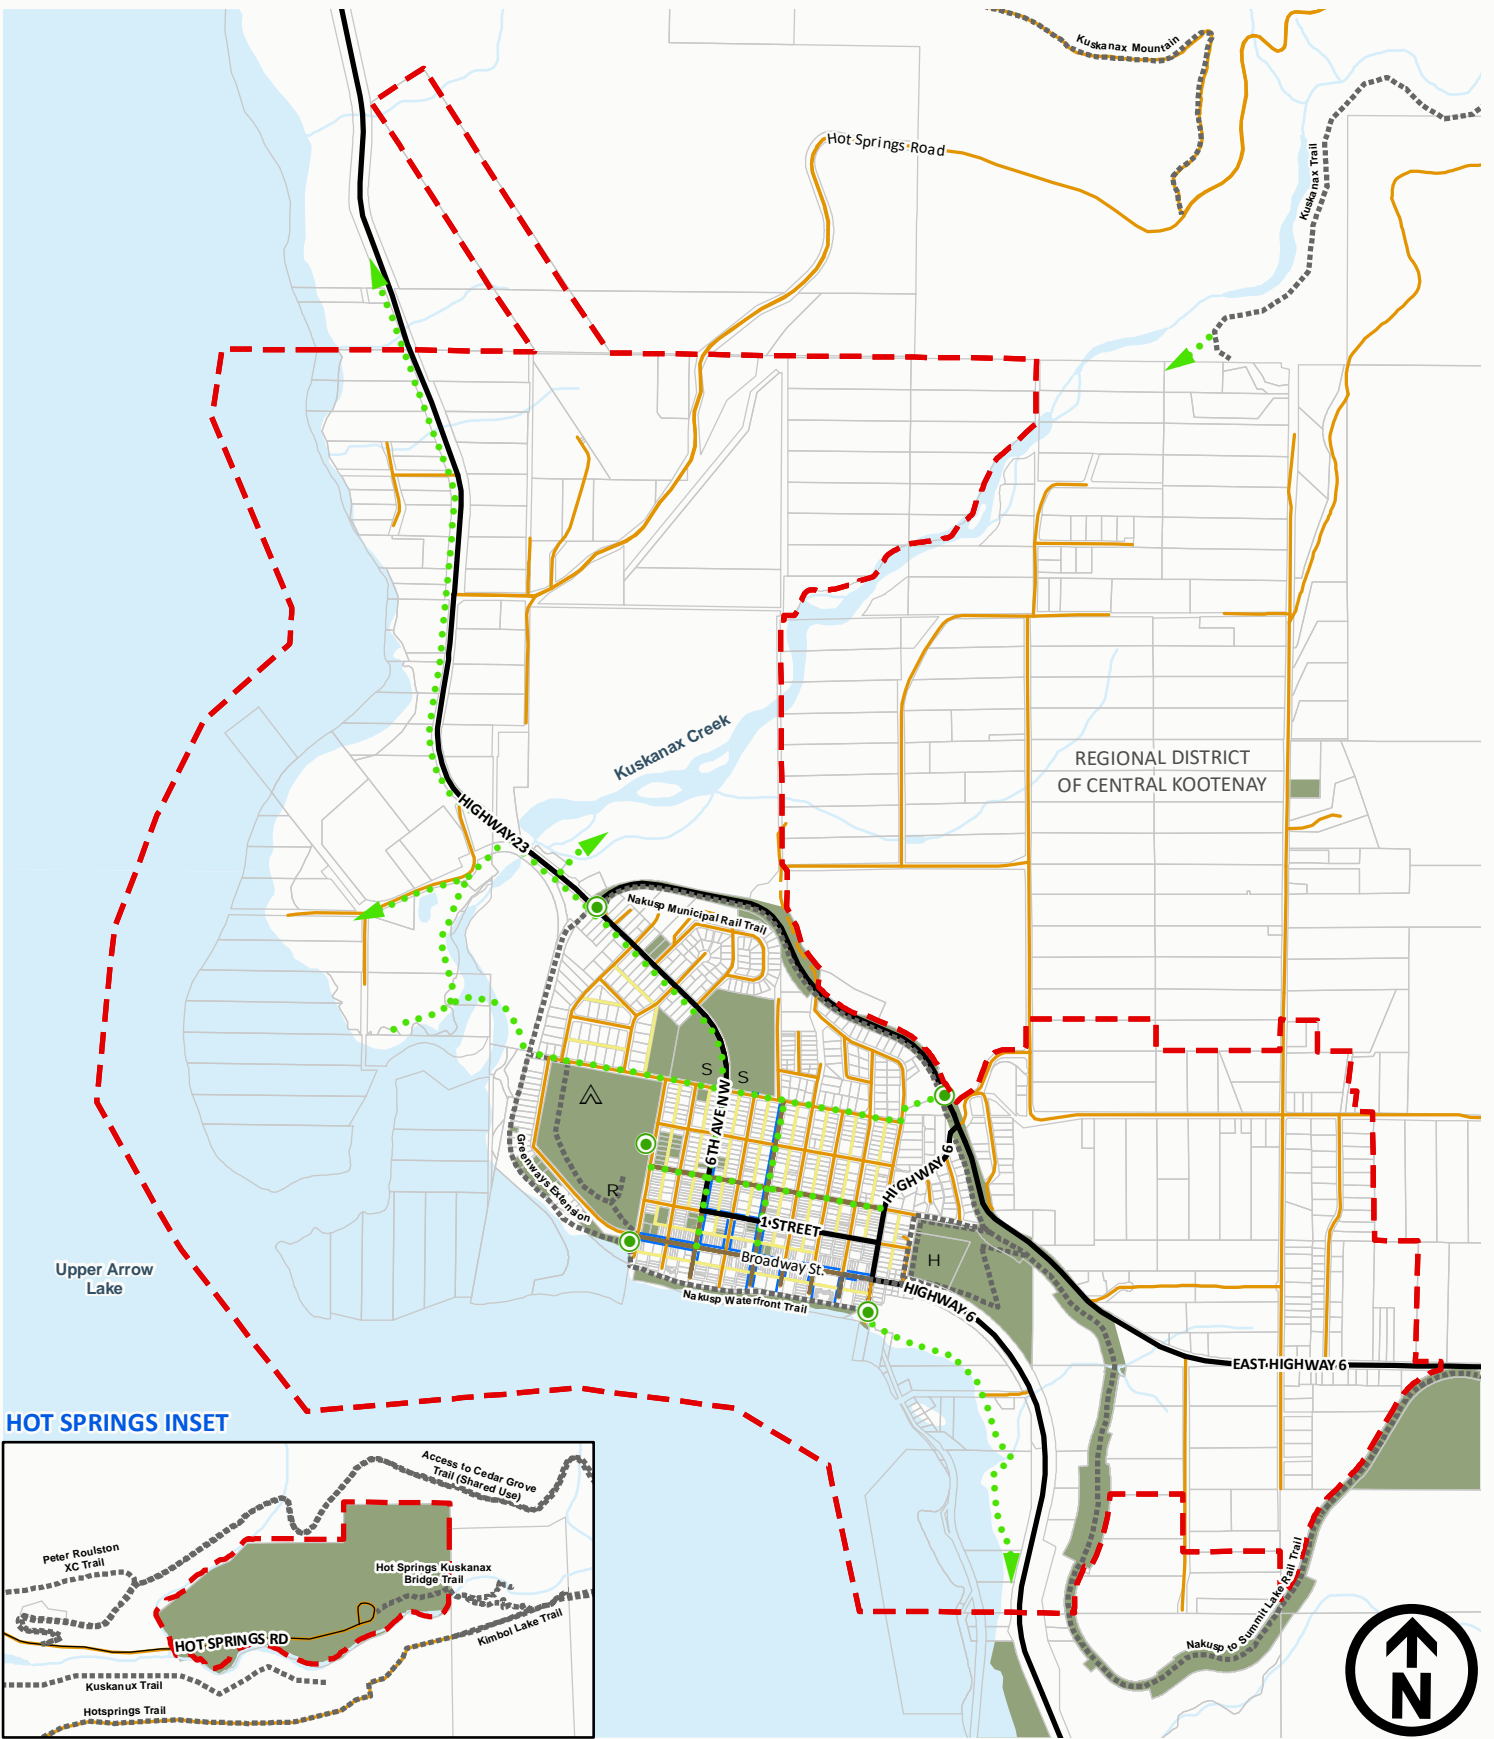 Kuskanax Mountain
Hot Springs Road
Kuskanax Trail
Kuskanax Creek
REGIONAL DISTRICT
OF CENTRAL KOOTENAY
HIGHWAY 23
Nakusp Municipal Rail Trail
S
S
6TH AVE NW
HIGHWAY 6
Greenways Extension
R
1 STREET
Broadway St.
H
Upper Arrow
Lake
Nakusp Waterfront Trail
HIGHWAY 6
EAST HIGHWAY 6
Nakusp to Summit Lake Rail Trail
HOT SPRINGS INSET
Access to Cedar Grove
Trail (Shared Use)
Peter Roulston
XC Trail
Hot Springs Kuskanax
Bridge Trail
HOT SPRINGS RD
Kimbol Lake Trail
Kuskanux Trail
Hotsprings Trail
N